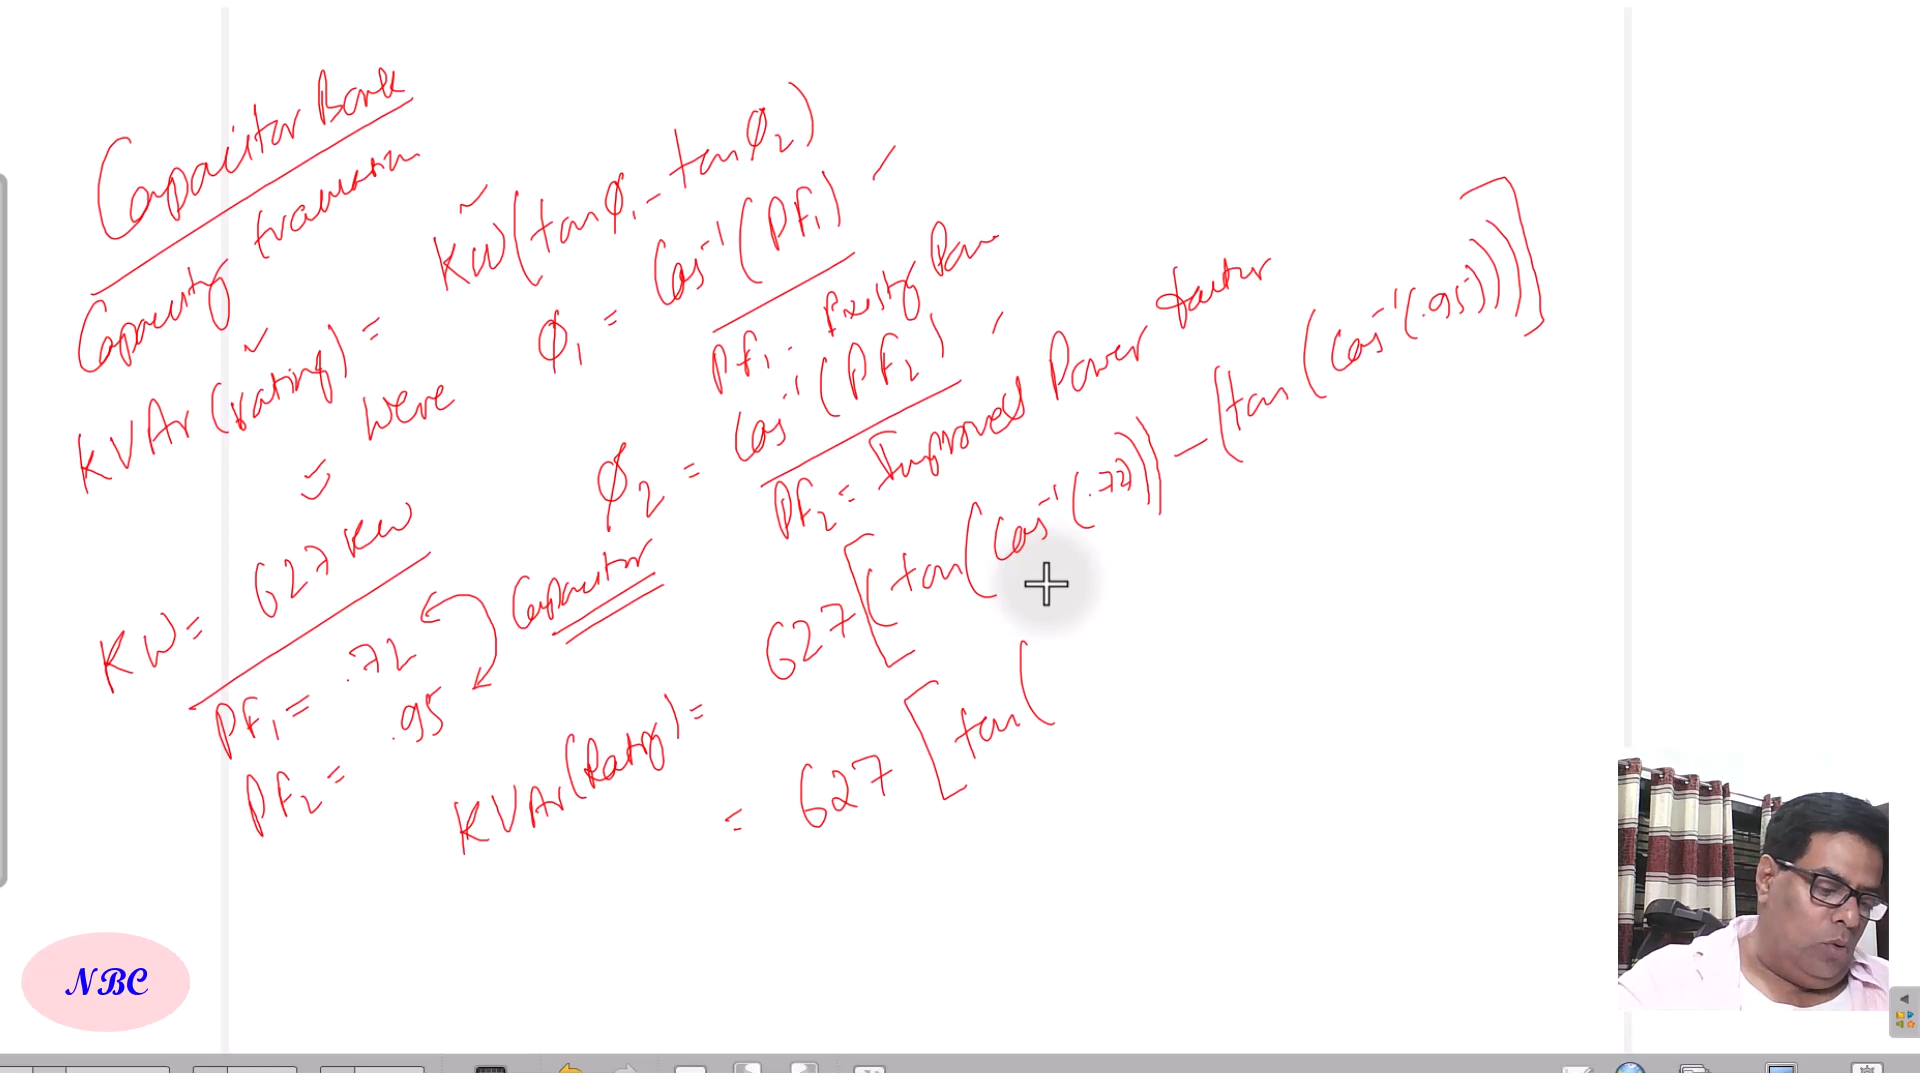 Capacitor Bank
Capacity Evaluation
KVAr (rating) = KW (tanϕ₁ - tanϕ₂)
Were
ϕ₁ = Cos⁻¹ (PF₁)
PF₁ - Existing Pow
ϕ₂ = Cos⁻¹ (PF₂)
PF₂ = Improved Power factor
KW = 627 KW
PF₁ = .72
PF₂ = .95
Capacitor
KVAr (Ratig) = 627 [(tan (Cos⁻¹ (.72))) - (tan (Cos⁻¹ (.95)))]
= 627 [tan (
NBC